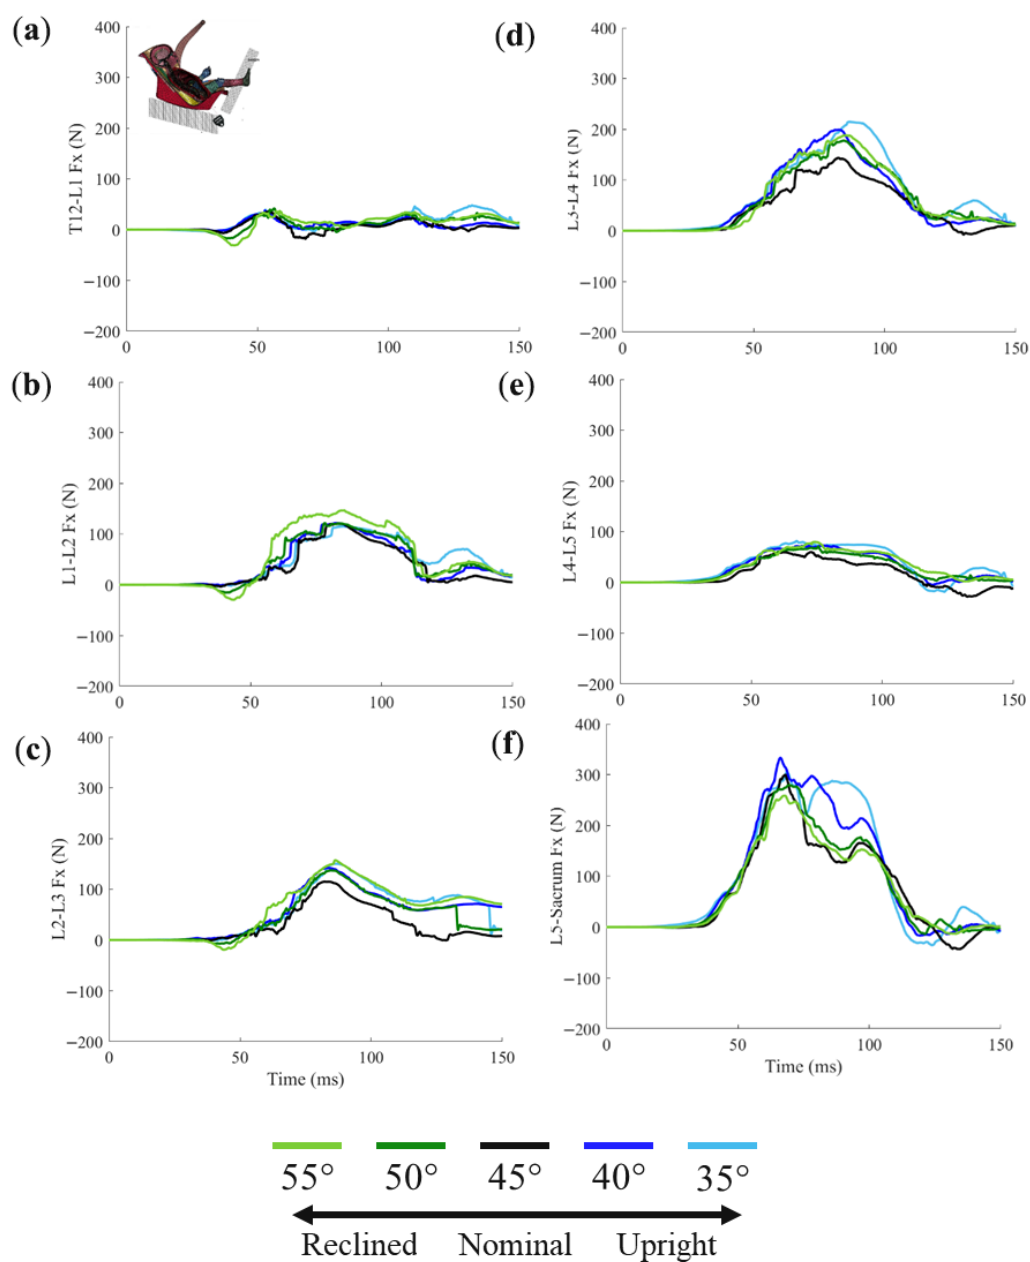 (a)
400
300
200
100
0
−100
−200
T12-L1 Fx (N)
0 50 100 150
(b)
400
300
200
100
0
−100
−200
L1-L2 Fx (N)
0 50 100 150
(c)
400
300
200
100
0
−100
−200
L2-L3 Fx (N)
0 50 100 150
Time (ms)
(d)
400
300
200
100
0
−100
−200
L3-L4 Fx (N)
0 50 100 150
(e)
400
300
200
100
0
−100
−200
L4-L5 Fx (N)
0 50 100 150
(f)
400
300
200
100
0
−100
−200
L5-Sacrum Fx (N)
0 50 100 150
Time (ms)
55° 50° 45° 40° 35°
Reclined Nominal Upright